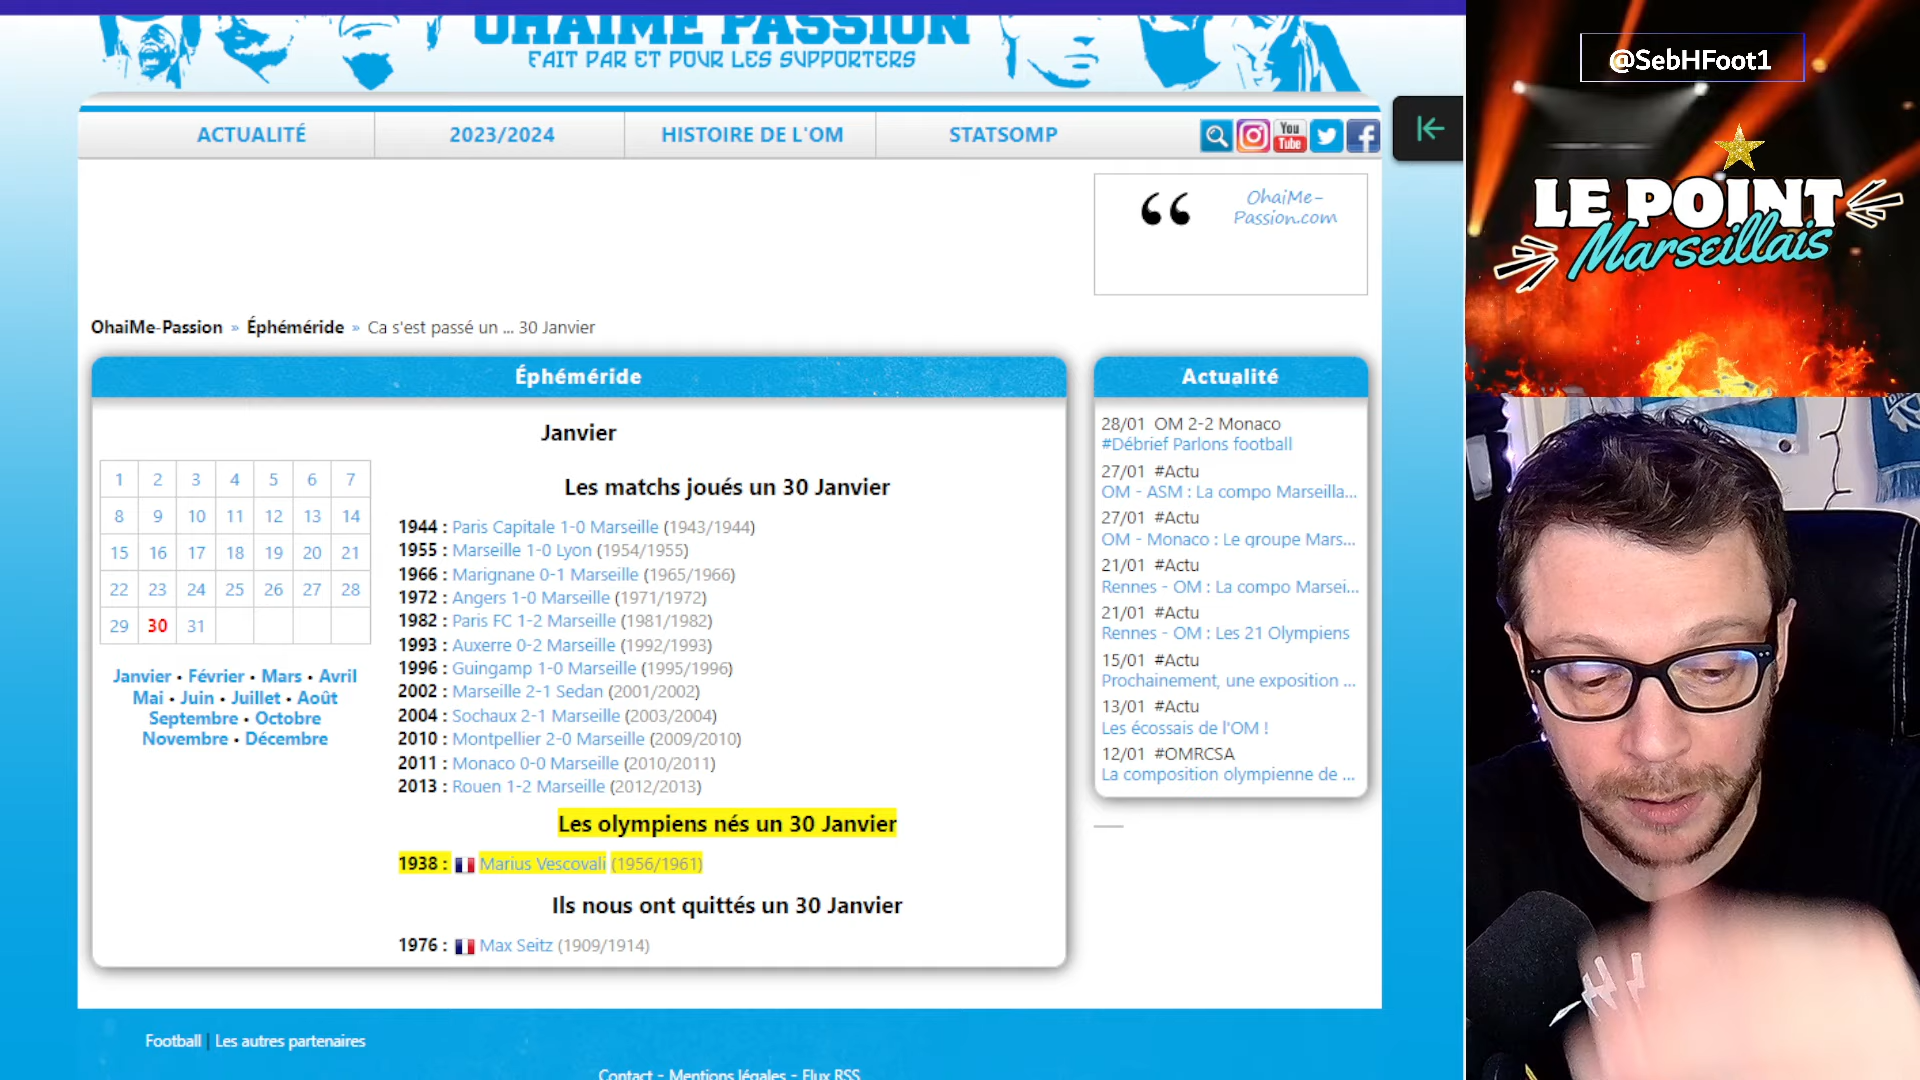 OHAIME PASSION
FAIT PAR ET POUR LES SUPPORTERS
ACTUALITÉ
2023/2024
HISTOIRE DE L'OM
STATSOMP
You
Tube
OhaiMe-
Passion.com
OhaiMe-Passion » Éphéméride » Ca s'est passé un ... 30 Janvier
Éphéméride
Janvier
1 2 3 4 5 6 7
8 9 10 11 12 13 14
15 16 17 18 19 20 21
22 23 24 25 26 27 28
29 30 31
Janvier • Février • Mars • Avril
Mai • Juin • Juillet • Août
Septembre • Octobre
Novembre • Décembre
Les matchs joués un 30 Janvier
1944 : Paris Capitale 1-0 Marseille (1943/1944)
1955 : Marseille 1-0 Lyon (1954/1955)
1966 : Marignane 0-1 Marseille (1965/1966)
1972 : Angers 1-0 Marseille (1971/1972)
1982 : Paris FC 1-2 Marseille (1981/1982)
1993 : Auxerre 0-2 Marseille (1992/1993)
1996 : Guingamp 1-0 Marseille (1995/1996)
2002 : Marseille 2-1 Sedan (2001/2002)
2004 : Sochaux 2-1 Marseille (2003/2004)
2010 : Montpellier 2-0 Marseille (2009/2010)
2011 : Monaco 0-0 Marseille (2010/2011)
2013 : Rouen 1-2 Marseille (2012/2013)
Les olympiens nés un 30 Janvier
1938 : Marius Vescovali (1956/1961)
Ils nous ont quittés un 30 Janvier
1976 : Max Seitz (1909/1914)
Actualité
28/01 OM 2-2 Monaco
#Débrief Parlons football
27/01 #Actu
OM - ASM : La compo Marseilla...
27/01 #Actu
OM - Monaco : Le groupe Mars...
21/01 #Actu
Rennes - OM : La compo Marsei...
21/01 #Actu
Rennes - OM : Les 21 Olympiens
15/01 #Actu
Prochainement, une exposition ...
13/01 #Actu
Les écossais de l'OM !
12/01 #OMRCSA
La composition olympienne de ...
Football | Les autres partenaires
Contact - Mentions légales - Flux RSS
@SebHFoot1
LE POINT
Marseillais